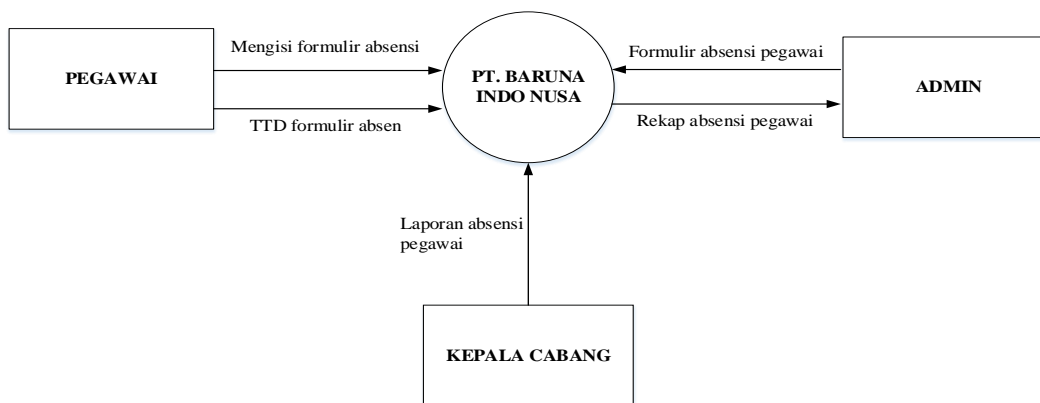 Mengisi formulir absensi
Formulir absensi pegawai
PEGAWAI
PT. BARUNA
INDO NUSA
ADMIN
TTD formulir absen
Rekap absensi pegawai
Laporan absensi
pegawai
KEPALA CABANG